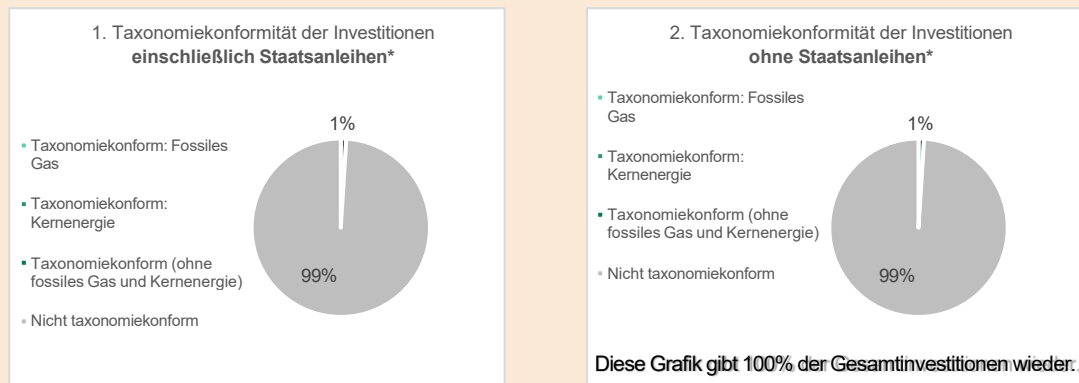 1. Taxonomiekonformität der Investitionen
einschließlich Staatsanleihen*
1%
Taxonomiekonform: Fossiles
Gas
Taxonomiekonform:
Kernenergie
Taxonomiekonform (ohne
fossiles Gas und Kernenergie)
Nicht taxonomiekonform
99%
2. Taxonomiekonformität der Investitionen
ohne Staatsanleihen*
Taxonomiekonform: Fossiles
Gas
1%
Taxonomiekonform:
Kernenergie
Taxonomiekonform (ohne
fossiles Gas und Kernenergie)
Nicht taxonomiekonform
99%
Diese Grafik gibt 100% der Gesamtinvestitionen wieder.